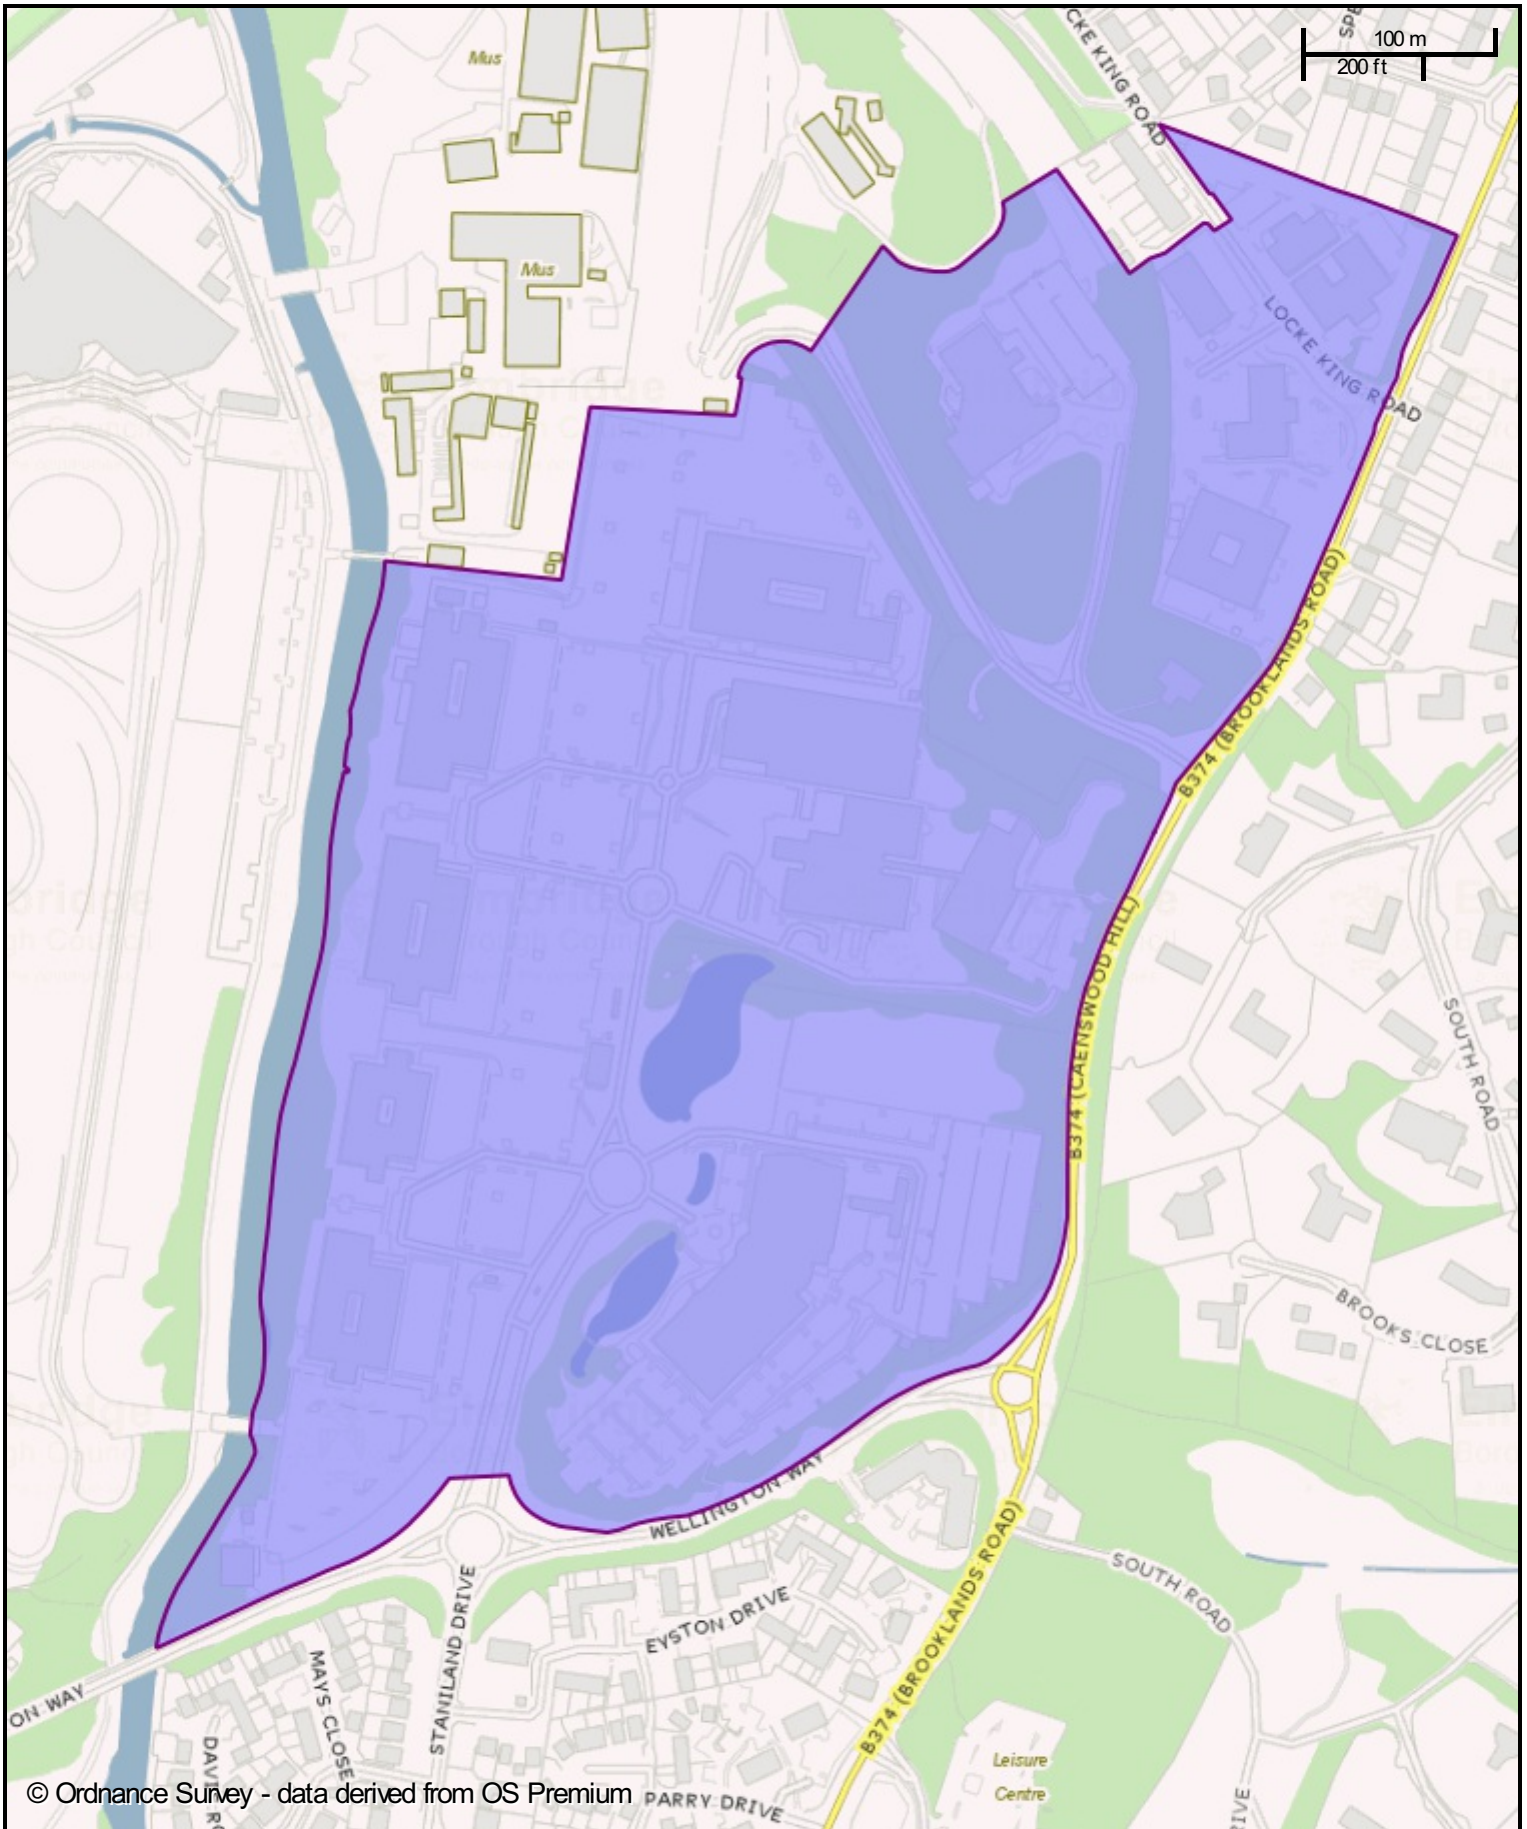 CKE KING ROAD
SPE
100 m
200 ft
Mus
Mus
LOCKE KING ROAD
B374 (BROOKLANDS ROAD)
B374 (CAENSWOOD HILL)
SOUTH ROAD
BROOKS CLOSE
WELLINGTON WAY
SOUTH ROAD
EYSTON DRIVE
STANILAND DRIVE
MAYS CLOSE
ON WAY
B374 (BROOKLANDS ROAD)
Leisure
Centre
© Ordnance Survey - data derived from OS Premium
PARRY DRIVE
RIVE